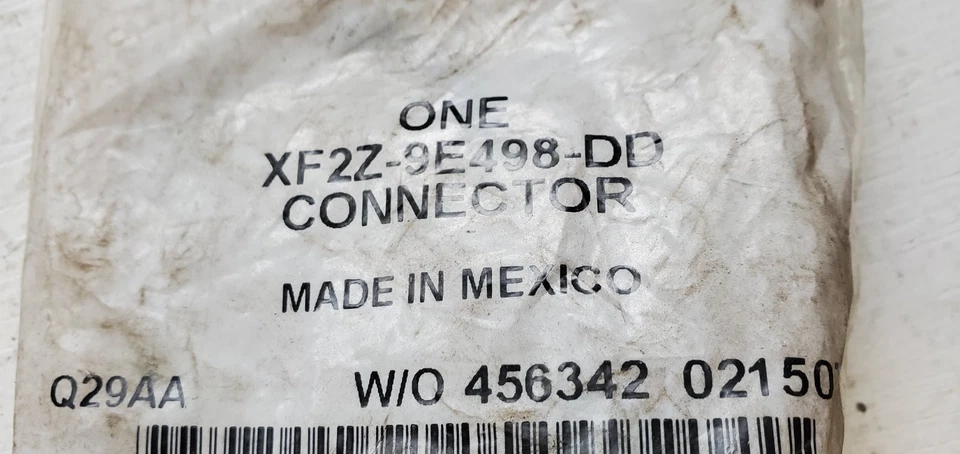 ONE
XF2Z-9E498-DD
CONNECTOR
MADE IN MEXICO
Q29AA W/O 456342 02150